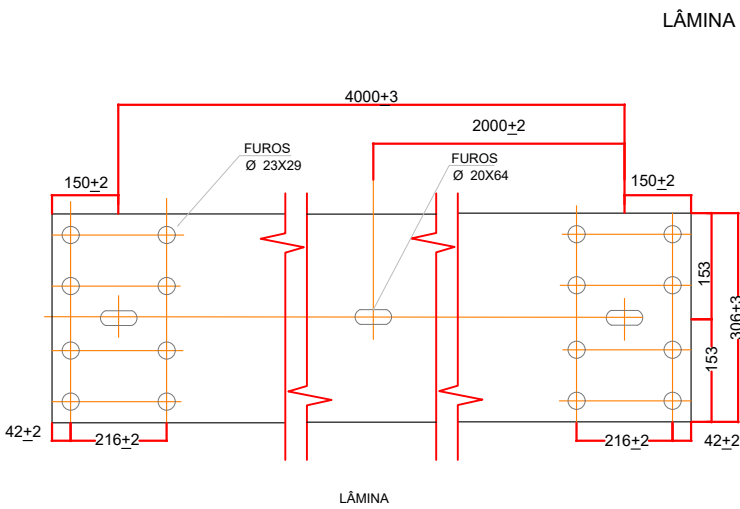 LÂMINA
4000±3
2000±2
FUROS
Ø 23X29
FUROS
Ø 20X64
150±2
150±2
153
306±3
153
42±2
216±2
216±2
42±2
LÂMINA